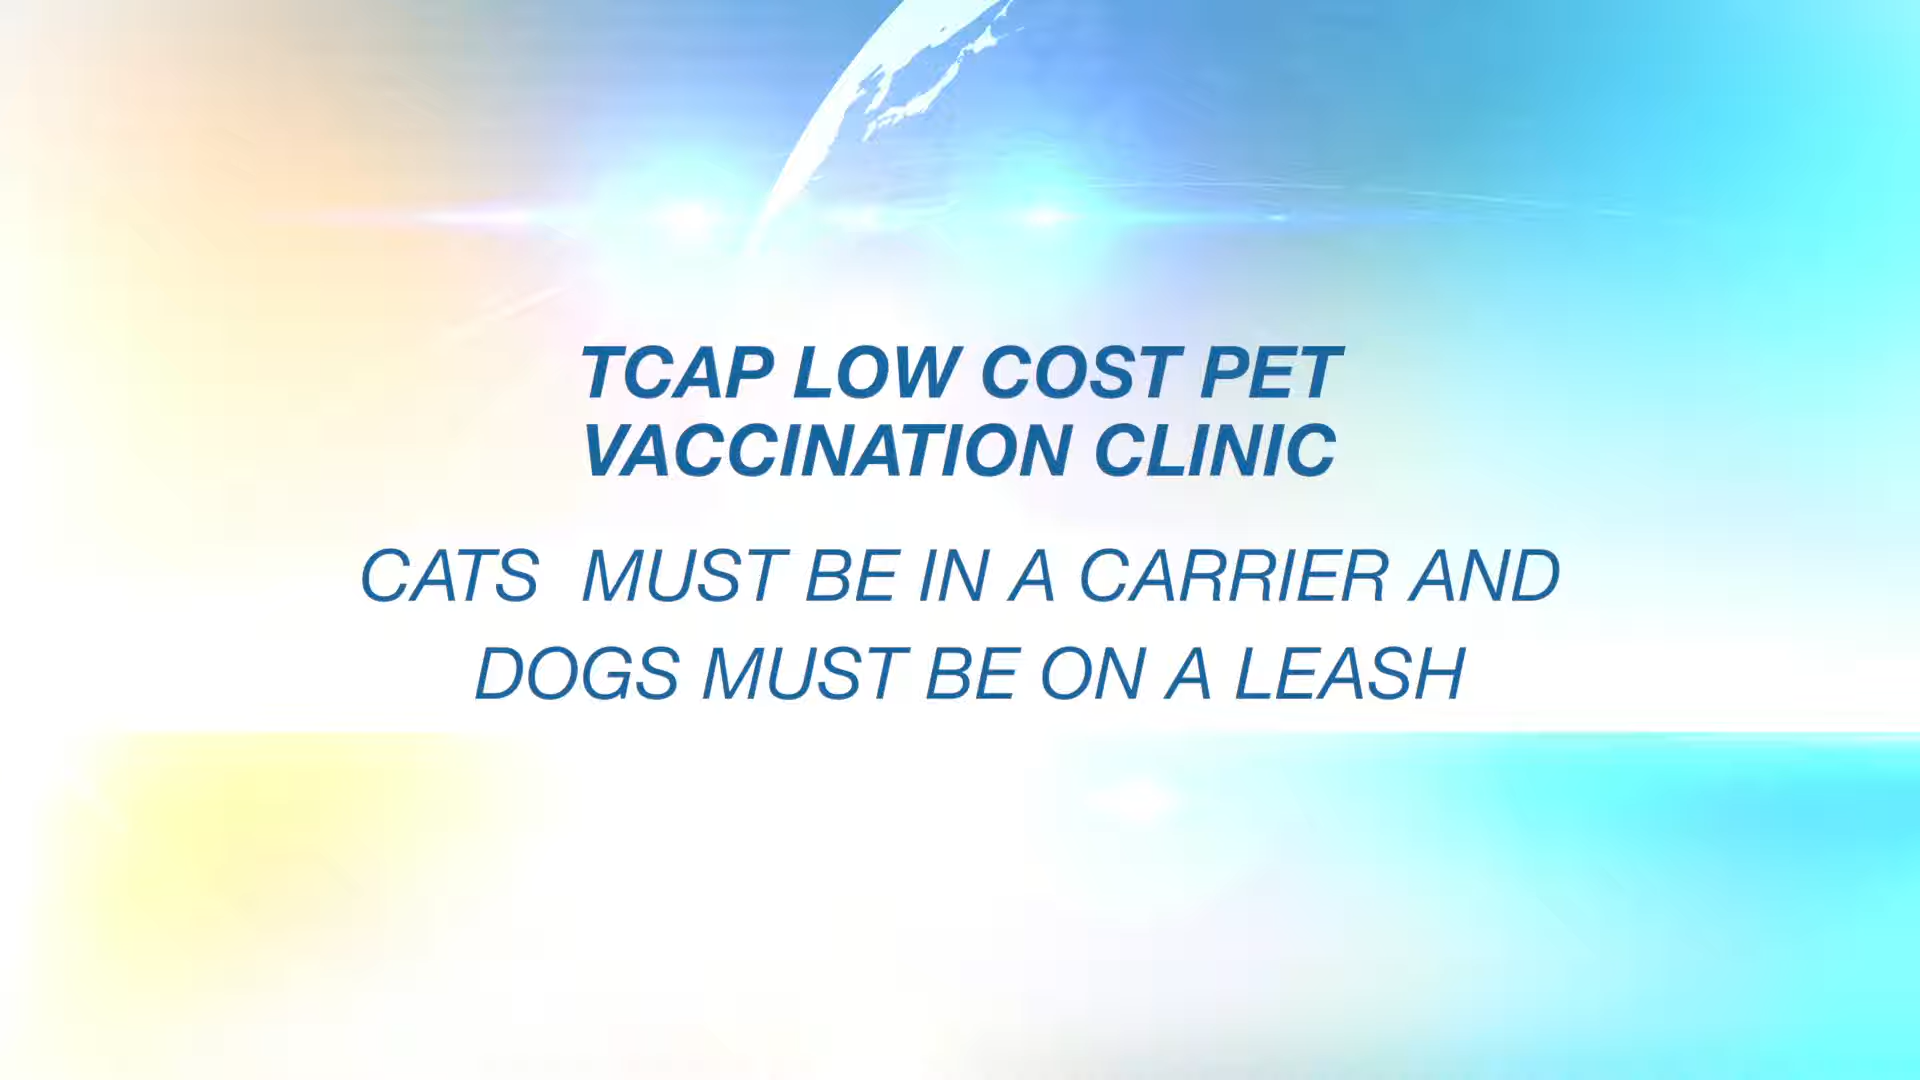 TCAP LOW COST PET
VACCINATION CLINIC
CATS  MUST BE IN A CARRIER AND
DOGS MUST BE ON A LEASH